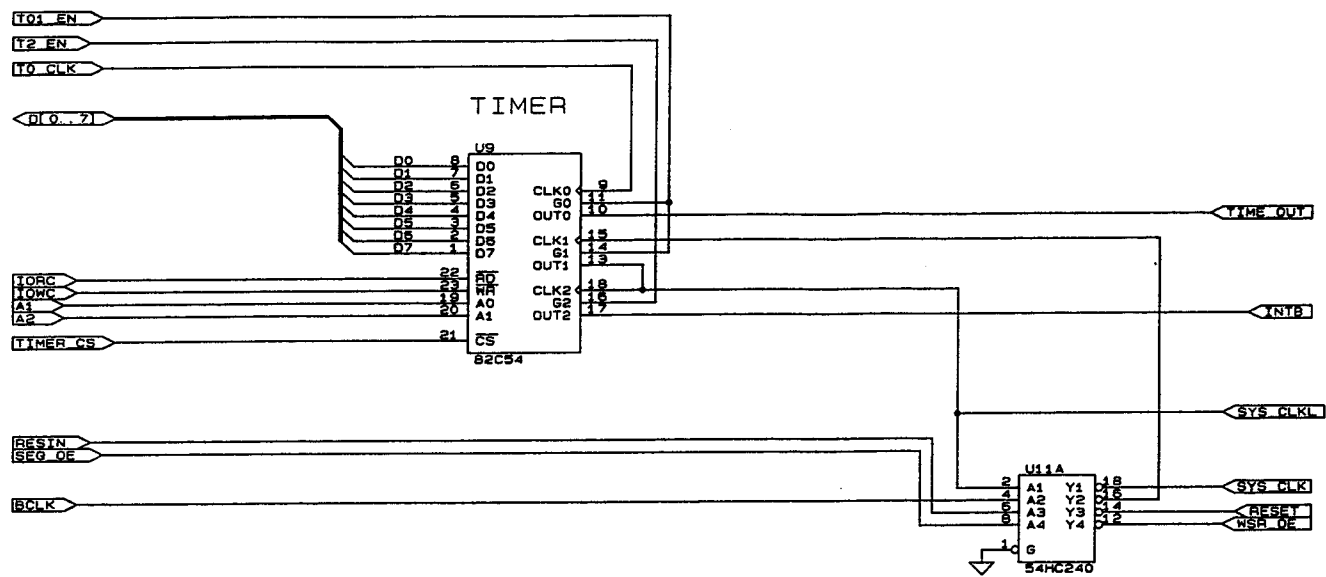 T01_EN
T2_EN
T0_CLK
D[0..7]
TIMER
U9
D0 8 D0
D1 7 D1
D2 6 D2
D3 5 D3
D4 4 D4
D5 3 D5
D6 2 D6
D7 1 D7
CLK0 9
G0 11
OUT0 10
TIME_OUT
CLK1 15
G1 14
OUT1 13
CLK2 18
G2 16
OUT2 17
INTB
IORC 22 RD
IOWC 23 WR
A1 19 A0
A2 20 A1
TIMER_CS 21 CS
82C54
SYS_CLKL
RESIN
SEG_OE
BCLK
U11A
2 A1 Y1 18 SYS_CLK
4 A2 Y2 16
6 A3 Y3 14 RESET
8 A4 Y4 12 WSR_OE
1 G
54HC240